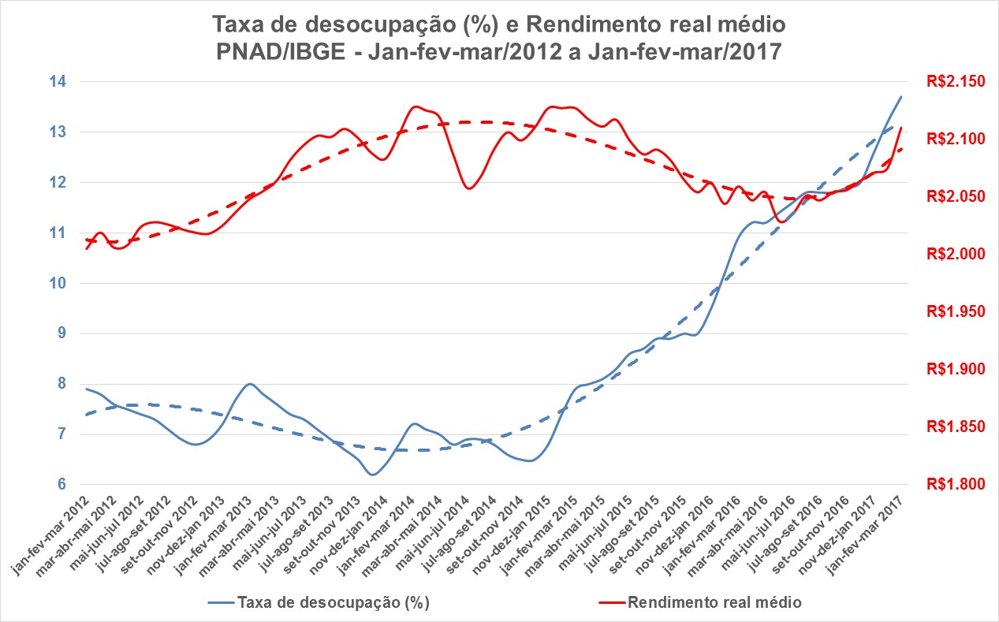 Taxa de desocupação (%) e Rendimento real médio
PNAD/IBGE - Jan-fev-mar/2012 a Jan-fev-mar/2017
14
13
12
11
10
9
8
7
6
R$2.150
R$2.100
R$2.050
R$2.000
R$1.950
R$1.900
R$1.850
R$1.800
jan-fev-mar 2012
mar-abr-mai 2012
mai-jun-jul 2012
jul-ago-set 2012
set-out-nov 2012
nov-dez-jan 2013
jan-fev-mar 2013
mar-abr-mai 2013
mai-jun-jul 2013
jul-ago-set 2013
set-out-nov 2013
nov-dez-jan 2014
jan-fev-mar 2014
mar-abr-mai 2014
mai-jun-jul 2014
jul-ago-set 2014
set-out-nov 2014
nov-dez-jan 2015
jan-fev-mar 2015
mar-abr-mai 2015
mai-jun-jul 2015
jul-ago-set 2015
set-out-nov 2015
nov-dez-jan 2016
jan-fev-mar 2016
mar-abr-mai 2016
mai-jun-jul 2016
jul-ago-set 2016
set-out-nov 2016
nov-dez-jan 2017
jan-fev-mar 2017
Taxa de desocupação (%)
Rendimento real médio